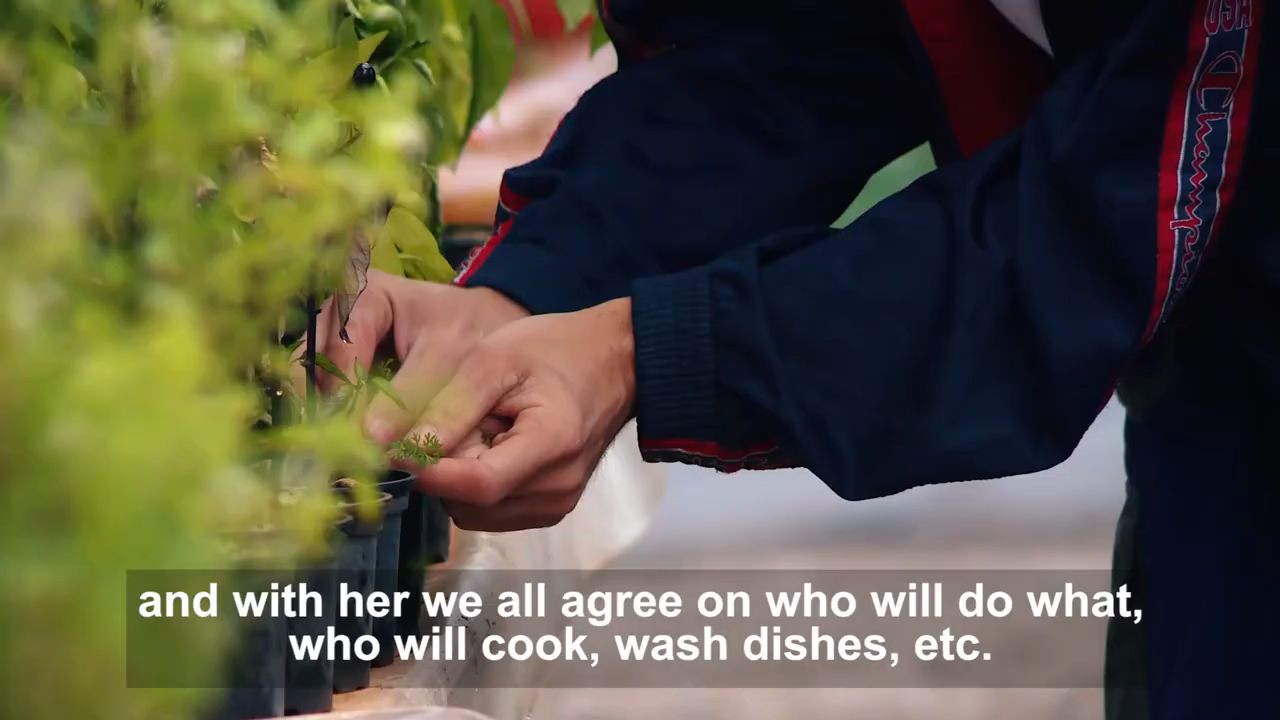 USA
Champion
and with her we all agree on who will do what,
who will cook, wash dishes, etc.